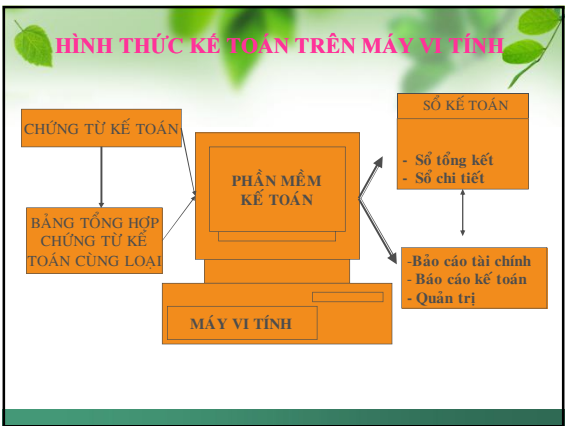 HÌNH THỨC KẾ TOÁN TRÊN MÁY VI TÍNH
CHỨNG TỪ KẾ TOÁN
BẢNG TỔNG HỢP
CHỨNG TỪ KẾ
TOÁN CÙNG LOẠI
PHẦN MỀM
KẾ TOÁN
MÁY VI TÍNH
SỔ KẾ TOÁN
- Sổ tổng kết
- Sổ chi tiết
-Bảo cáo tài chính
- Báo cáo kế toán
- Quản trị